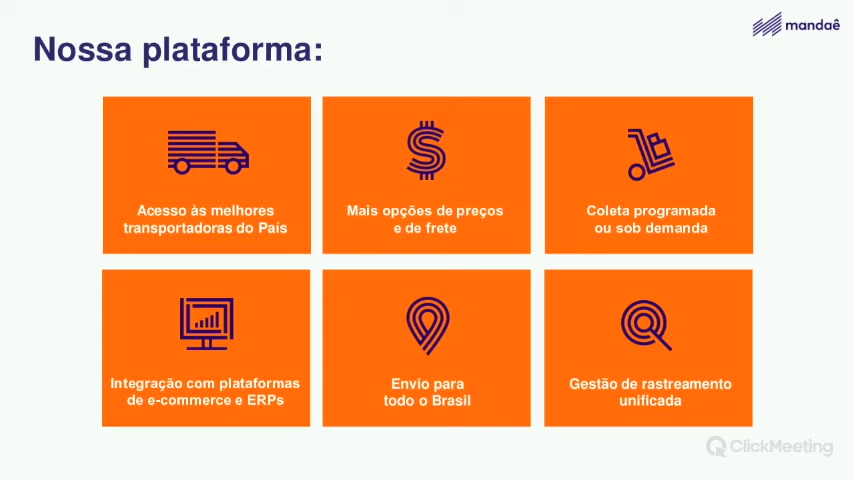 mandaê
Nossa plataforma:
Acesso às melhores
transportadoras do País
Mais opções de preços
e de frete
Coleta programada
ou sob demanda
Integração com plataformas
de e-commerce e ERPs
Envio para
todo o Brasil
Gestão de rastreamento
unificada
ClickMeeting